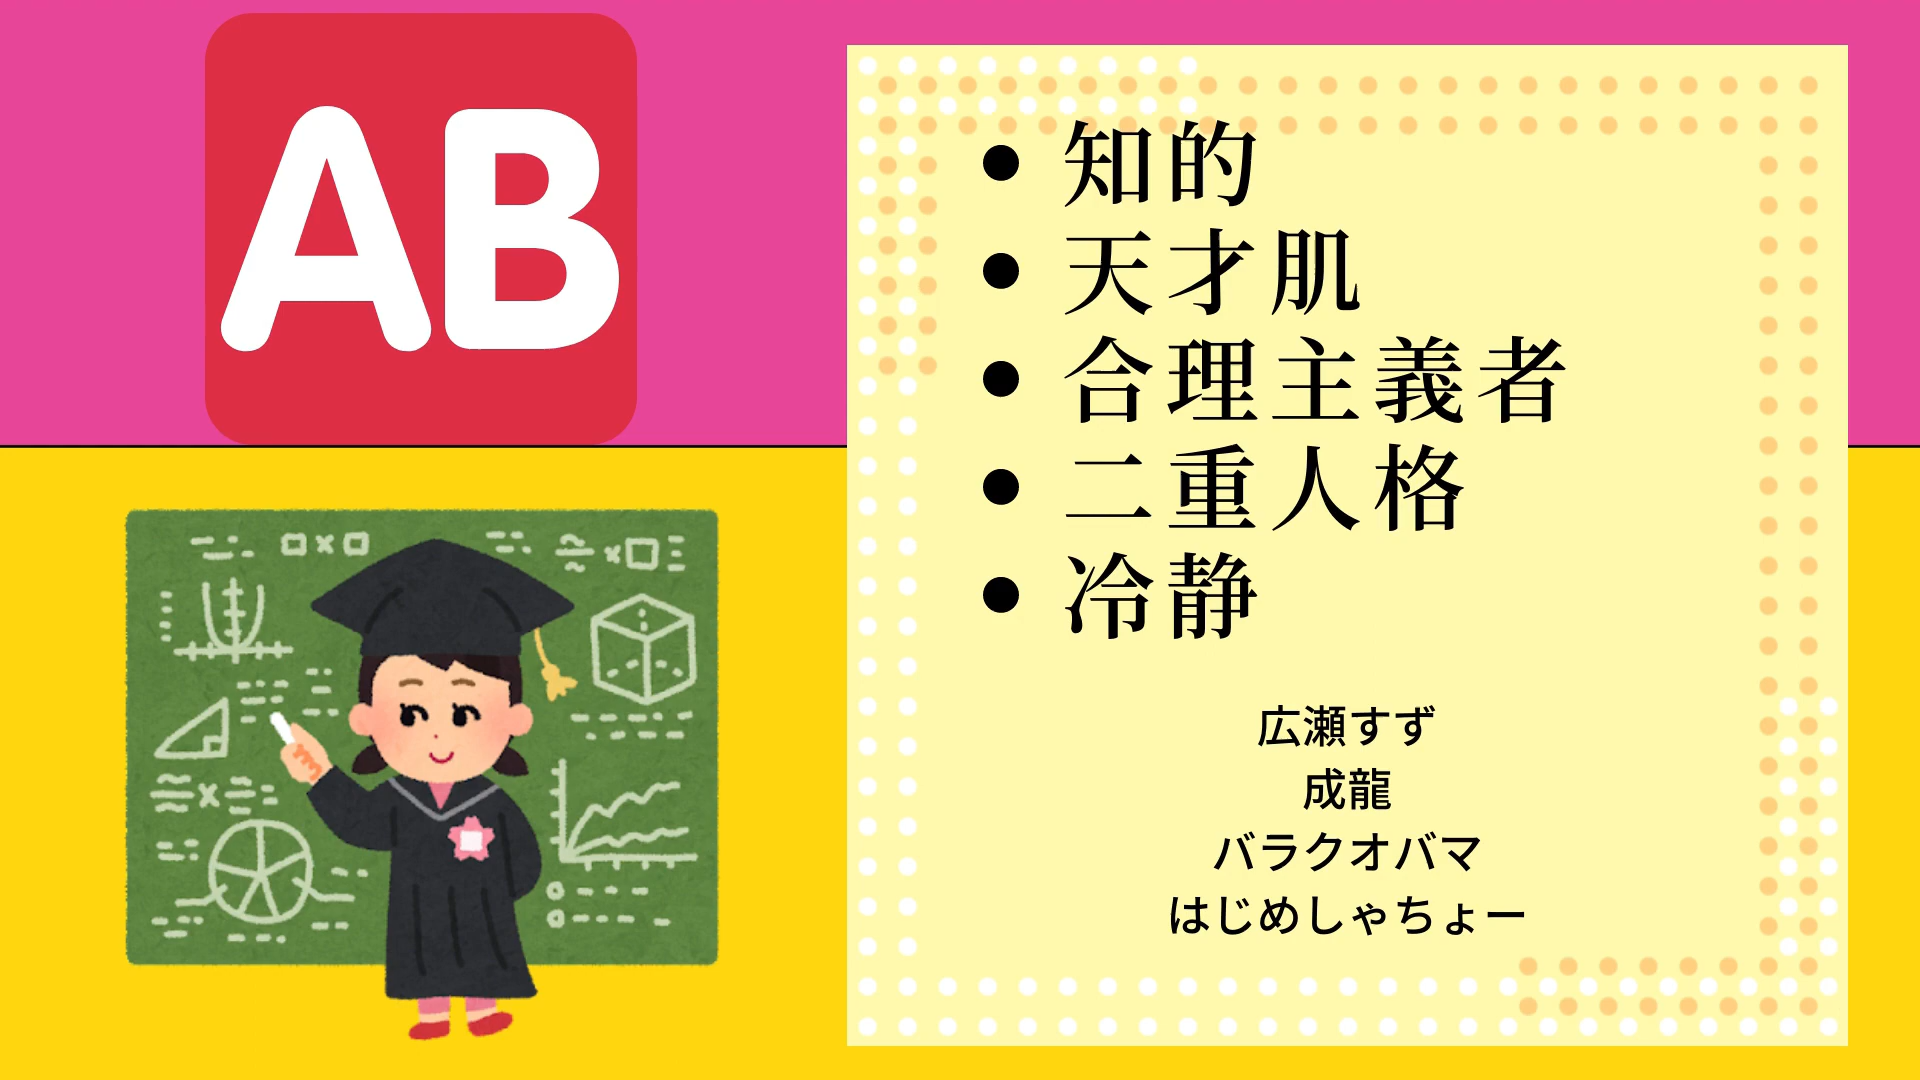 AB
知的
天才肌
合理主義者
二重人格
冷静
広瀬すず
成龍
バラクオバマ
はじめしゃちょー